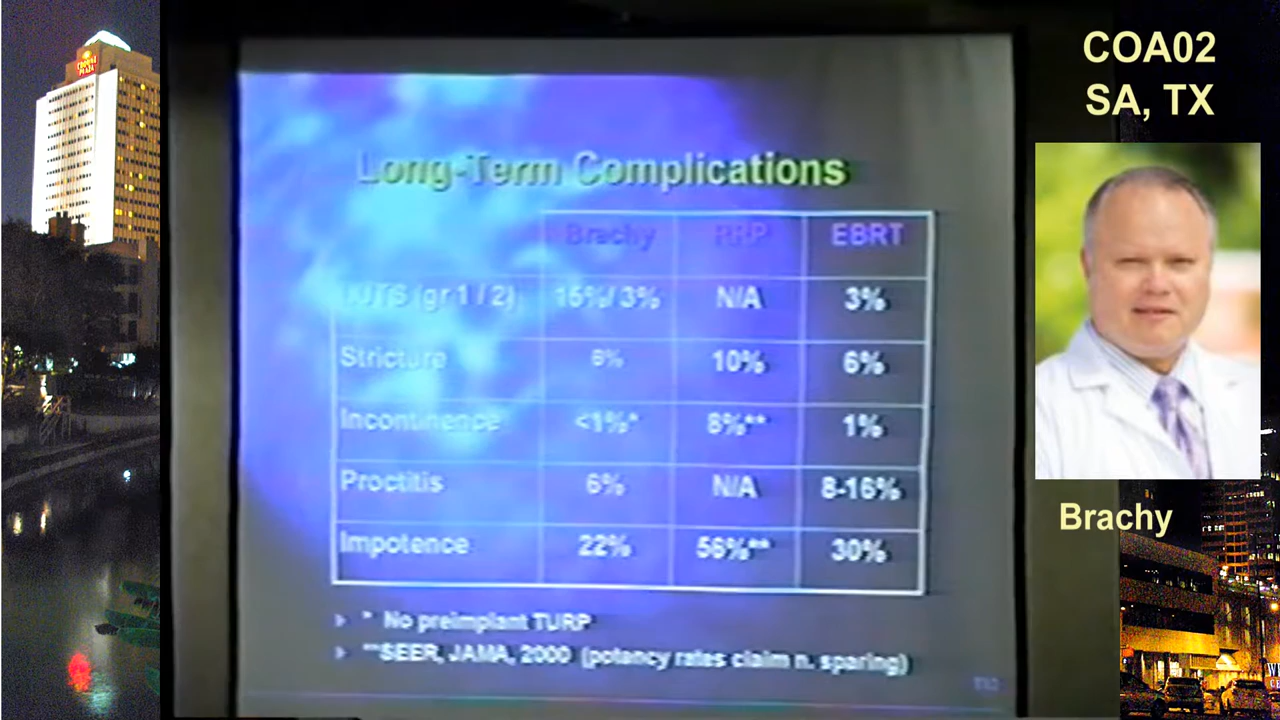 COA02
SA, TX
CROWNE PLAZA
Long-Term Complications
Brachy RRP EBRT
LUTS (gr 1 / 2) 15%/ 3% N/A 3%
Stricture 10% 6%
Incontinence <1%* 8%** 1%
Proctitis 6% N/A 8-16%
Impotence 22% 56%** 30%
* No preimplant TURP
**SEER, JAMA, 2000 (potency rates claim n. sparing)
Brachy